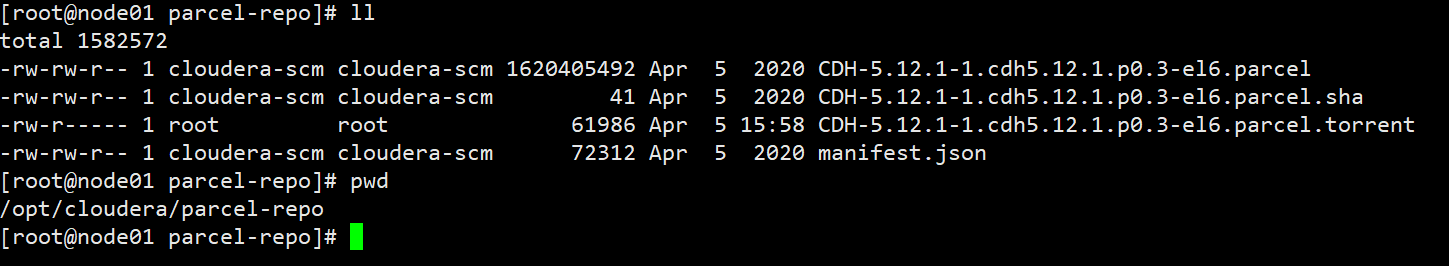 [root@node01 parcel-repo]# ll
total 1582572
-rw-rw-r-- 1 cloudera-scm cloudera-scm 1620405492 Apr  5  2020 CDH-5.12.1-1.cdh5.12.1.p0.3-el6.parcel
-rw-rw-r-- 1 cloudera-scm cloudera-scm         41 Apr  5  2020 CDH-5.12.1-1.cdh5.12.1.p0.3-el6.parcel.sha
-rw-r----- 1 root         root              61986 Apr  5 15:58 CDH-5.12.1-1.cdh5.12.1.p0.3-el6.parcel.torrent
-rw-rw-r-- 1 cloudera-scm cloudera-scm      72312 Apr  5  2020 manifest.json
[root@node01 parcel-repo]# pwd
/opt/cloudera/parcel-repo
[root@node01 parcel-repo]#